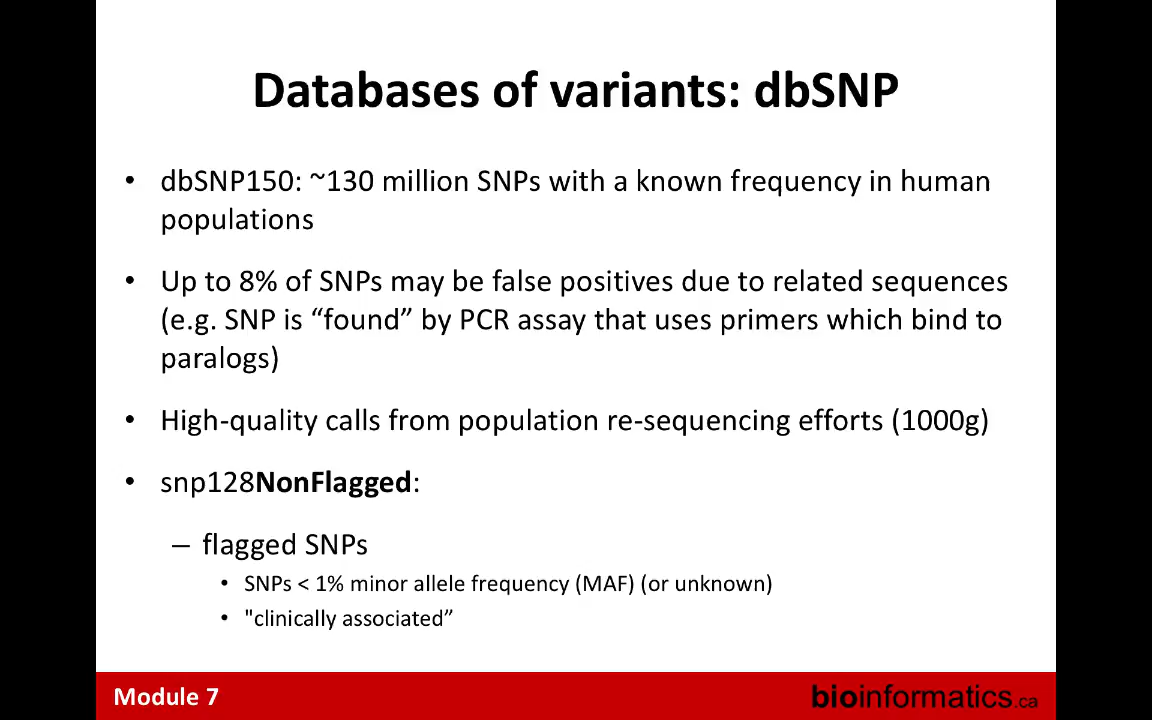 Databases of variants: dbSNP
• dbSNP150: ~130 million SNPs with a known frequency in human
populations
• Up to 8% of SNPs may be false positives due to related sequences
(e.g. SNP is “found” by PCR assay that uses primers which bind to
paralogs)
• High-quality calls from population re-sequencing efforts (1000g)
• snp128NonFlagged:
– flagged SNPs
• SNPs < 1% minor allele frequency (MAF) (or unknown)
• "clinically associated”
Module 7
bioinformatics.ca